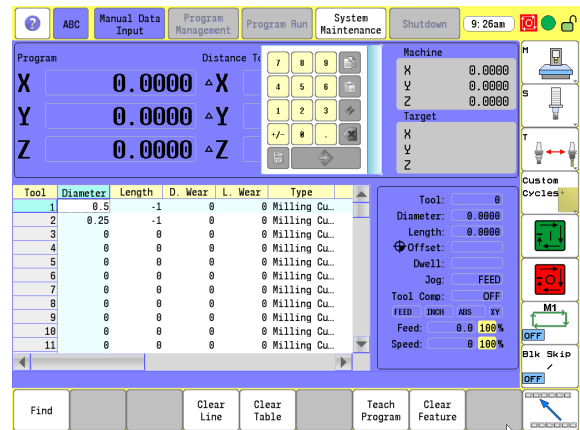 ?
ABC
Manual Data Input
Program Management
Program Run
System Maintenance
Shutdown
9:26am
Program
Distance To
Machine
X 0.0000 X
Y 0.0000 Y
Z 0.0000 Z
7 8 9
4 5 6
1 2 3
+/- 0 .
X 0.0000
Y 0.0000
Z 0.0000
Target
X
Y
Z
Tool Diameter Length D. Wear L. Wear Type
1 0.5 -1 0 0 Milling Cu…
2 0.25 -1 0 0 Milling Cu…
3 0 0 0 0 Milling Cu…
4 0 0 0 0 Milling Cu…
5 0 0 0 0 Milling Cu…
6 0 0 0 0 Milling Cu…
7 0 0 0 0 Milling Cu…
8 0 0 0 0 Milling Cu…
9 0 0 0 0 Milling Cu…
10 0 0 0 0 Milling Cu…
11 0 0 0 0 Milling Cu…
Tool: 0
Diameter: 0.0000
Length: 0.0000
Offset:
Dwell:
Jog: FEED
Tool Comp: OFF
FEED INCH ABS XY
Feed: 0.0 100%
Speed: 0 100%
M
S
T
Custom
Cycles+
M1
OFF
Blk Skip
/
OFF
Find
Clear Line
Clear Table
Teach Program
Clear Feature